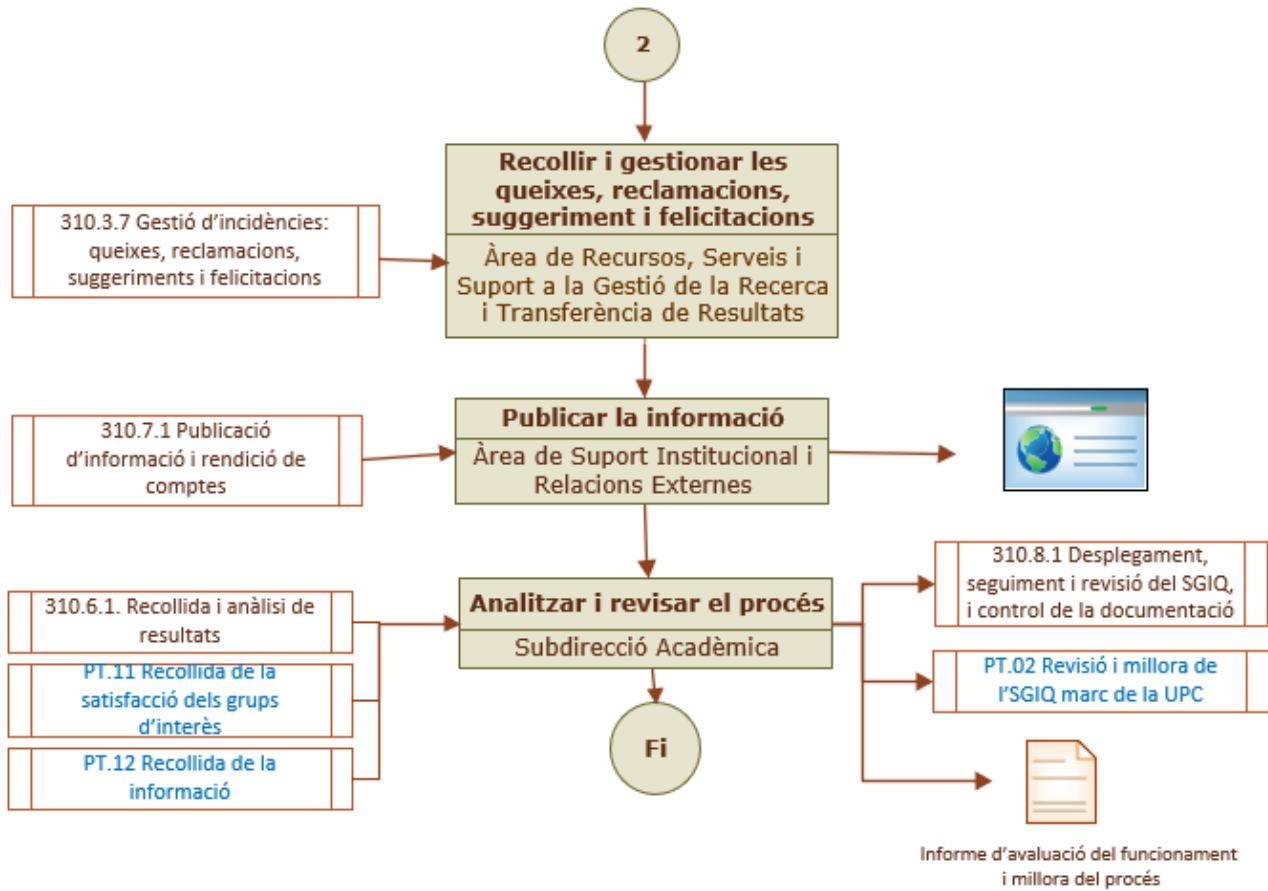 2
Recollir i gestionar les
queixes, reclamacions,
suggeriment i felicitacions
Àrea de Recursos, Serveis i
Suport a la Gestió de la Recerca
i Transferència de Resultats
310.3.7 Gestió d'incidències:
queixes, reclamacions,
suggeriments i felicitacions
Publicar la informació
Àrea de Suport Institucional i
Relacions Externes
310.7.1 Publicació
d'informació i rendició de
comptes
Analitzar i revisar el procés
Subdirecció Acadèmica
310.6.1. Recollida i anàlisi de
resultats
PT.11 Recollida de la
satisfacció dels grups
d'interès
PT.12 Recollida de la
informació
310.8.1 Desplegament,
seguiment i revisió del SGIQ,
i control de la documentació
PT.02 Revisió i millora de
l'SGIQ marc de la UPC
Fi
Informe d'avaluació del funcionament
i millora del procés